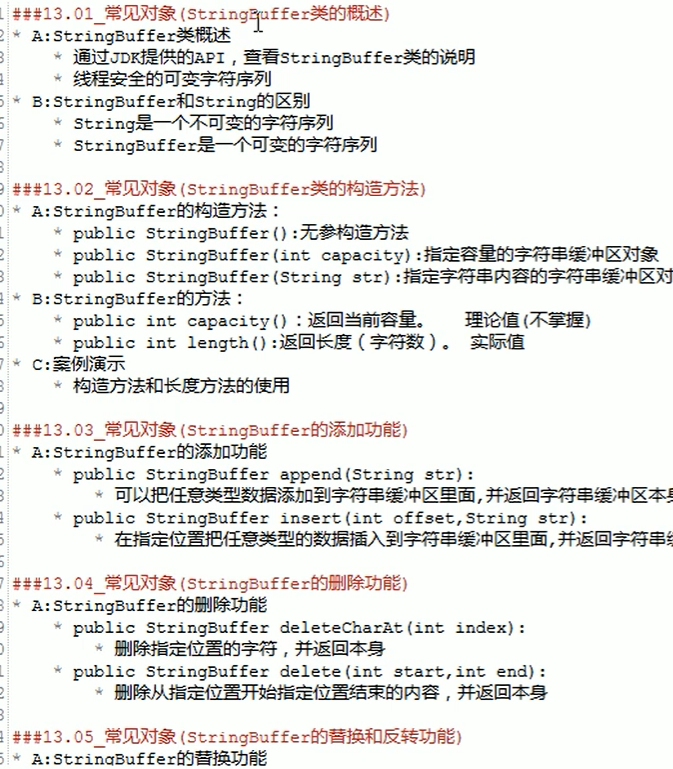 ###13.01_常见对象(StringBuffer类的概述)
* A:StringBuffer类概述
* 通过JDK提供的API，查看StringBuffer类的说明
* 线程安全的可变字符序列
* B:StringBuffer和String的区别
* String是一个不可变的字符序列
* StringBuffer是一个可变的字符序列
###13.02_常见对象(StringBuffer类的构造方法)
* A:StringBuffer的构造方法：
* public StringBuffer():无参构造方法
* public StringBuffer(int capacity):指定容量的字符串缓冲区对象
* public StringBuffer(String str):指定字符串内容的字符串缓冲区对
* B:StringBuffer的方法：
* public int capacity()：返回当前容量。 理论值(不掌握)
* public int length():返回长度（字符数）。 实际值
* C:案例演示
* 构造方法和长度方法的使用
###13.03_常见对象(StringBuffer的添加功能)
* A:StringBuffer的添加功能
* public StringBuffer append(String str):
* 可以把任意类型数据添加到字符串缓冲区里面,并返回字符串缓冲区本身
* public StringBuffer insert(int offset,String str):
* 在指定位置把任意类型的数据插入到字符串缓冲区里面,并返回字符串缓
###13.04_常见对象(StringBuffer的删除功能)
* A:StringBuffer的删除功能
* public StringBuffer deleteCharAt(int index):
* 删除指定位置的字符，并返回本身
* public StringBuffer delete(int start,int end):
* 删除从指定位置开始指定位置结束的内容，并返回本身
###13.05_常见对象(StringBuffer的替换和反转功能)
* A:StringBuffer的替换功能